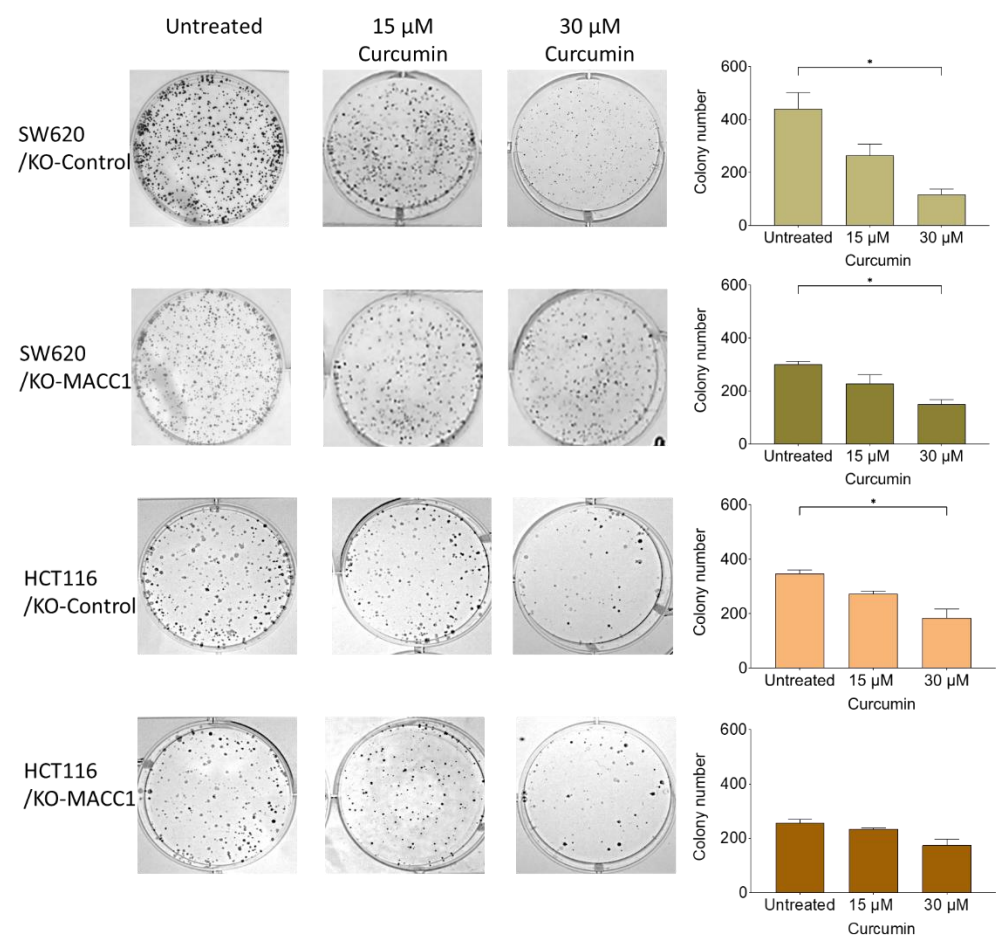 Untreated
15 µM
Curcumin
30 µM
Curcumin
SW620
/KO-Control
Colony number
600
400
200
0
*
Untreated
15 µM
30 µM
Curcumin
SW620
/KO-MACC1
Colony number
600
400
200
0
*
Untreated
15 µM
30 µM
Curcumin
HCT116
/KO-Control
Colony number
600
400
200
0
*
Untreated
15 µM
30 µM
Curcumin
HCT116
/KO-MACC1
Colony number
600
400
200
0
Untreated
15 µM
30 µM
Curcumin